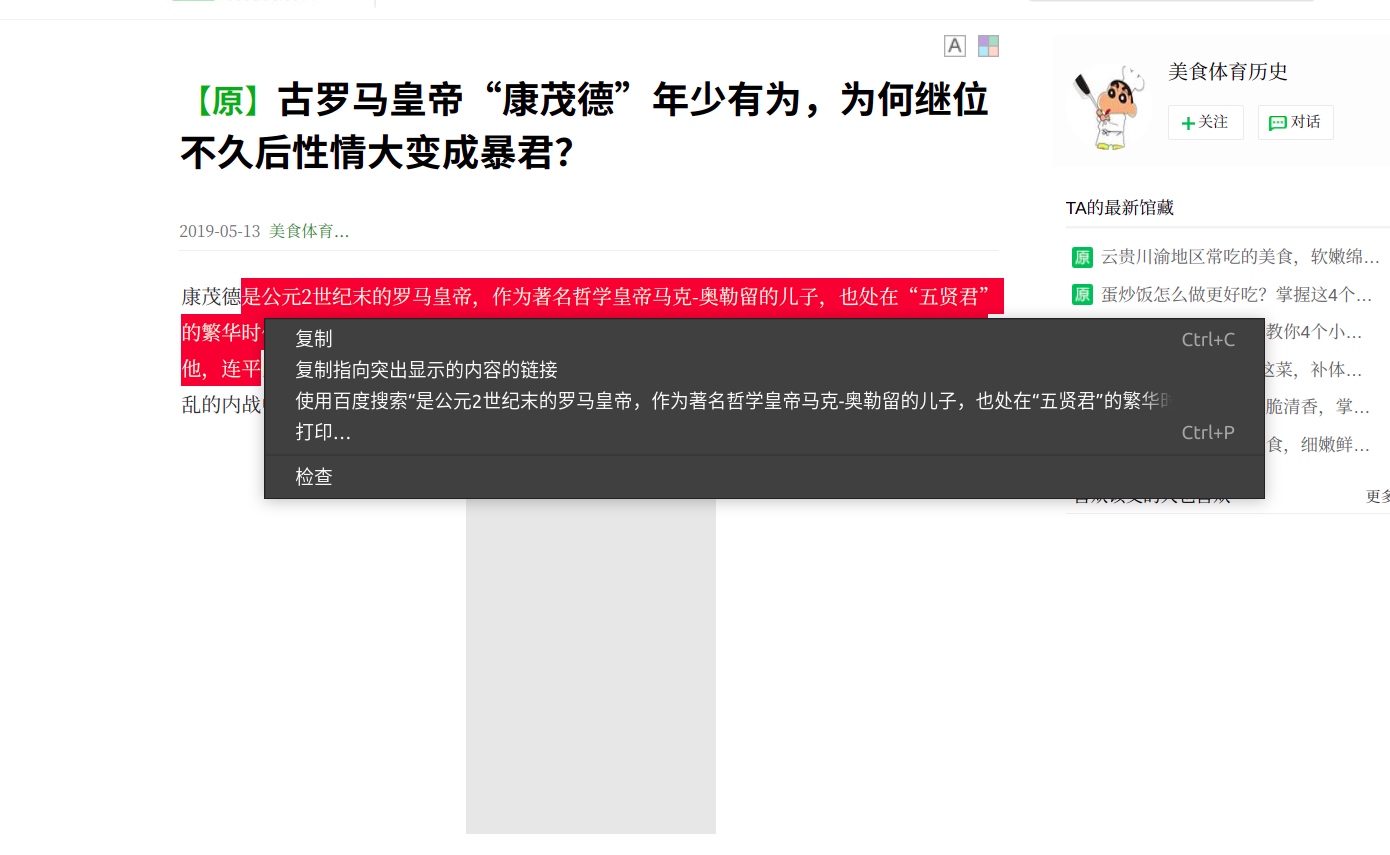 A
【原】古罗马皇帝“康茂德”年少有为，为何继位
不久后性情大变成暴君？
2019-05-13 美食体育...
康茂德是公元2世纪末的罗马皇帝，作为著名哲学皇帝马克-奥勒留的儿子，也处在“五贤君”
的繁华时
他，连平
乱的内战
复制 Ctrl+C
复制指向突出显示的内容的链接
使用百度搜索“是公元2世纪末的罗马皇帝，作为著名哲学皇帝马克-奥勒留的儿子，也处在“五贤君”的繁华时
打印... Ctrl+P
检查
美食体育历史
关注 对话
TA的最新馆藏
原 云贵川渝地区常吃的美食，软嫩绵...
原 蛋炒饭怎么做更好吃？掌握这4个...
教你4个小...
这菜，补体...
脆清香，掌...
食，细嫩鲜...
更多